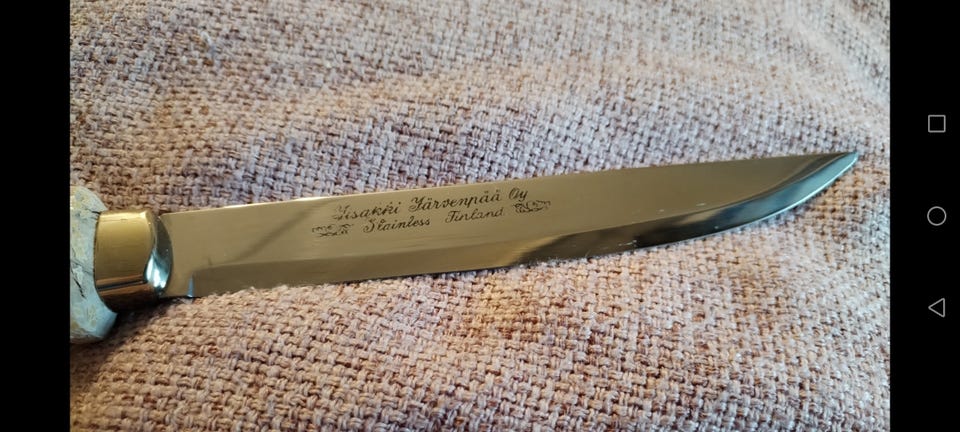 Iisakki Järvenpää Oy
Stainless Finland